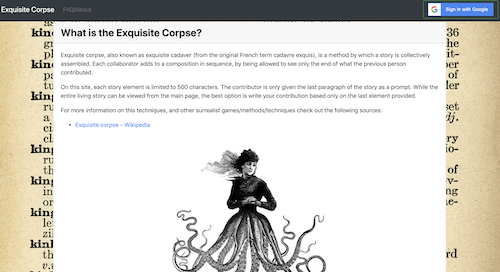 Exquisite Corpse FAQ/About Sign in with Google
What is the Exquisite Corpse?
Exquisite corpse, also known as exquisite cadaver (from the original French term cadavre exquis), is a method by which a story is collectively
assembled. Each collaborator adds to a composition in sequence, by being allowed to see only the end of what the previous person
contributed.
On this site, each story element is limited to 500 characters. The contributor is only given the last paragraph of the story as a prompt. While the
entire living story can be viewed from the main page, the best option is write your contribution based only on the last element provided.
For more information on this techniques, and other surrealist games/methods/techniques check out the following sources:
Exquisite corpse - Wikipedia